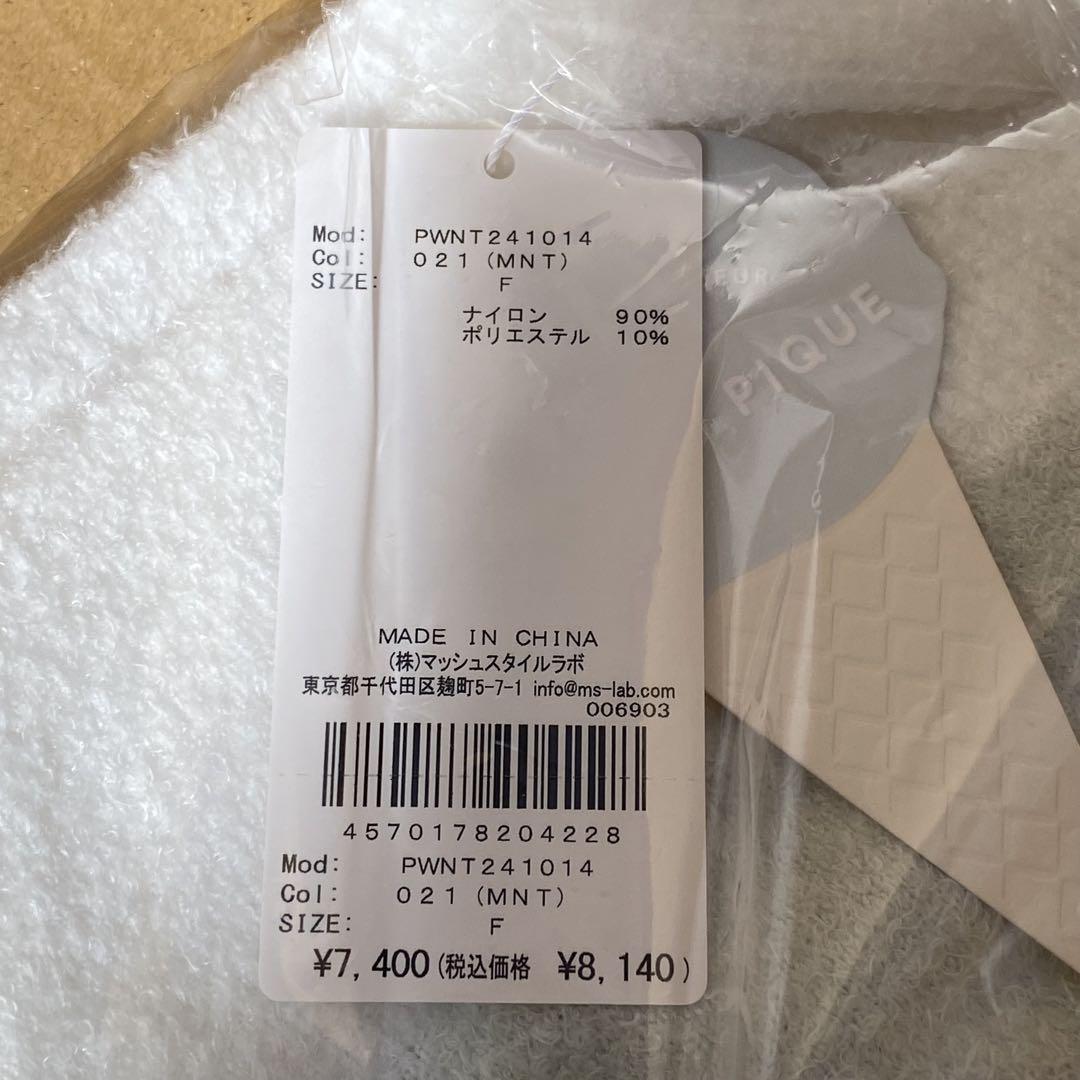 Mod: PWNT241014
Col: 021 (MNT)
SIZE: F
ナイロン 90%
ポリエステル 10%
FUR
PIQUE
MADE IN CHINA
(株)マッシュスタイルラボ
東京都千代田区麹町5-7-1 info@ms-lab.com
006903
4570178204228
Mod: PWNT241014
Col: 021 (MNT)
SIZE: F
¥7,400(税込価格 ¥8,140)